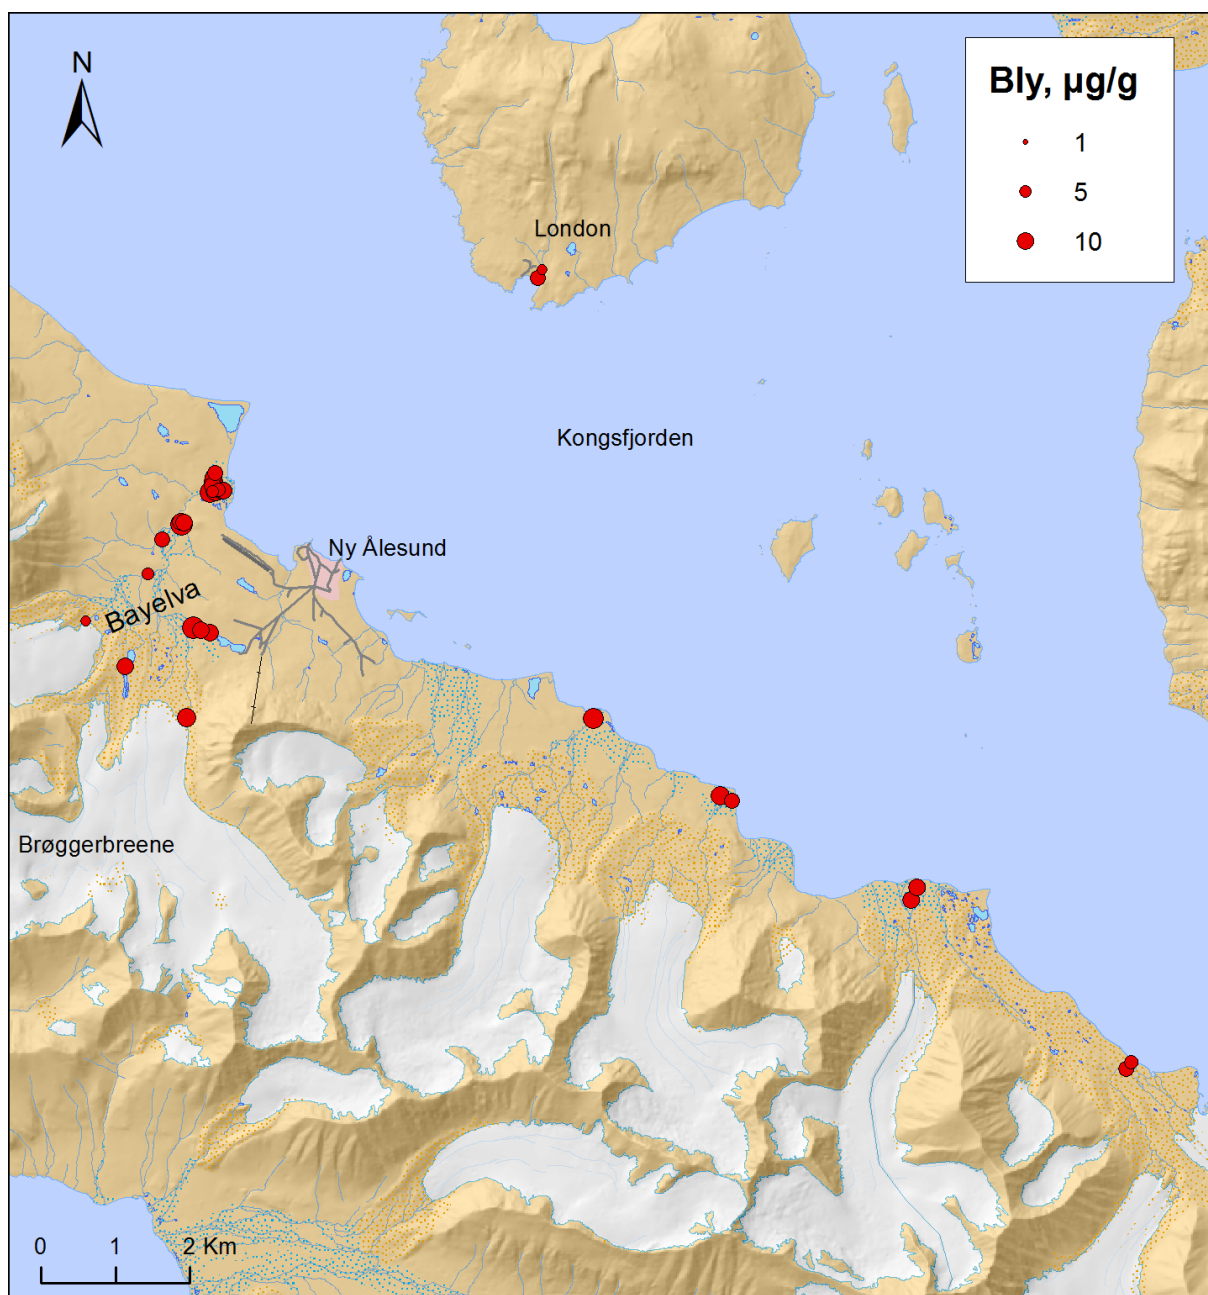 N
Bly, µg/g
1
5
10
London
Kongsfjorden
Ny Ålesund
Bayelva
Brøggerbreene
0 1 2 Km